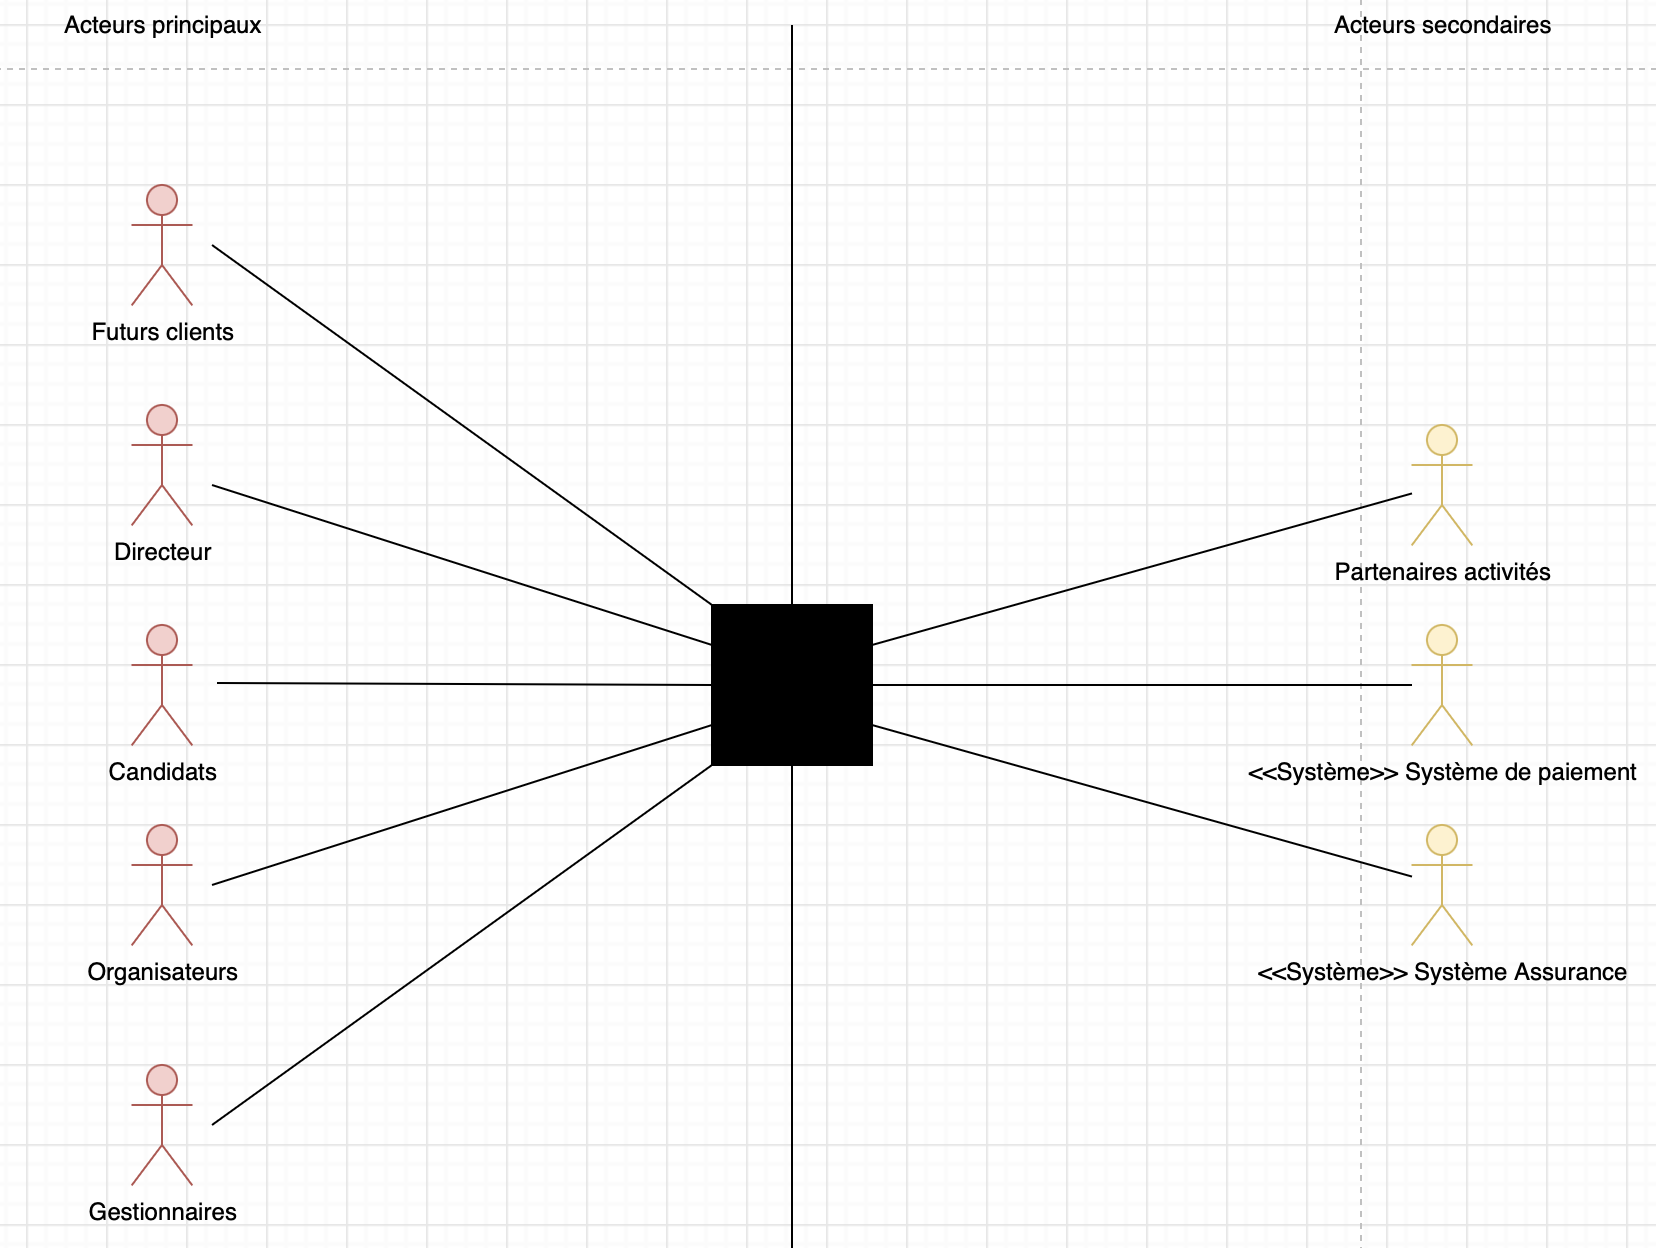 Acteurs principaux
Acteurs secondaires
Futurs clients
Directeur
Partenaires activités
Candidats
<<Système>> Système de paiement
Organisateurs
<<Système>> Système Assurance
Gestionnaires